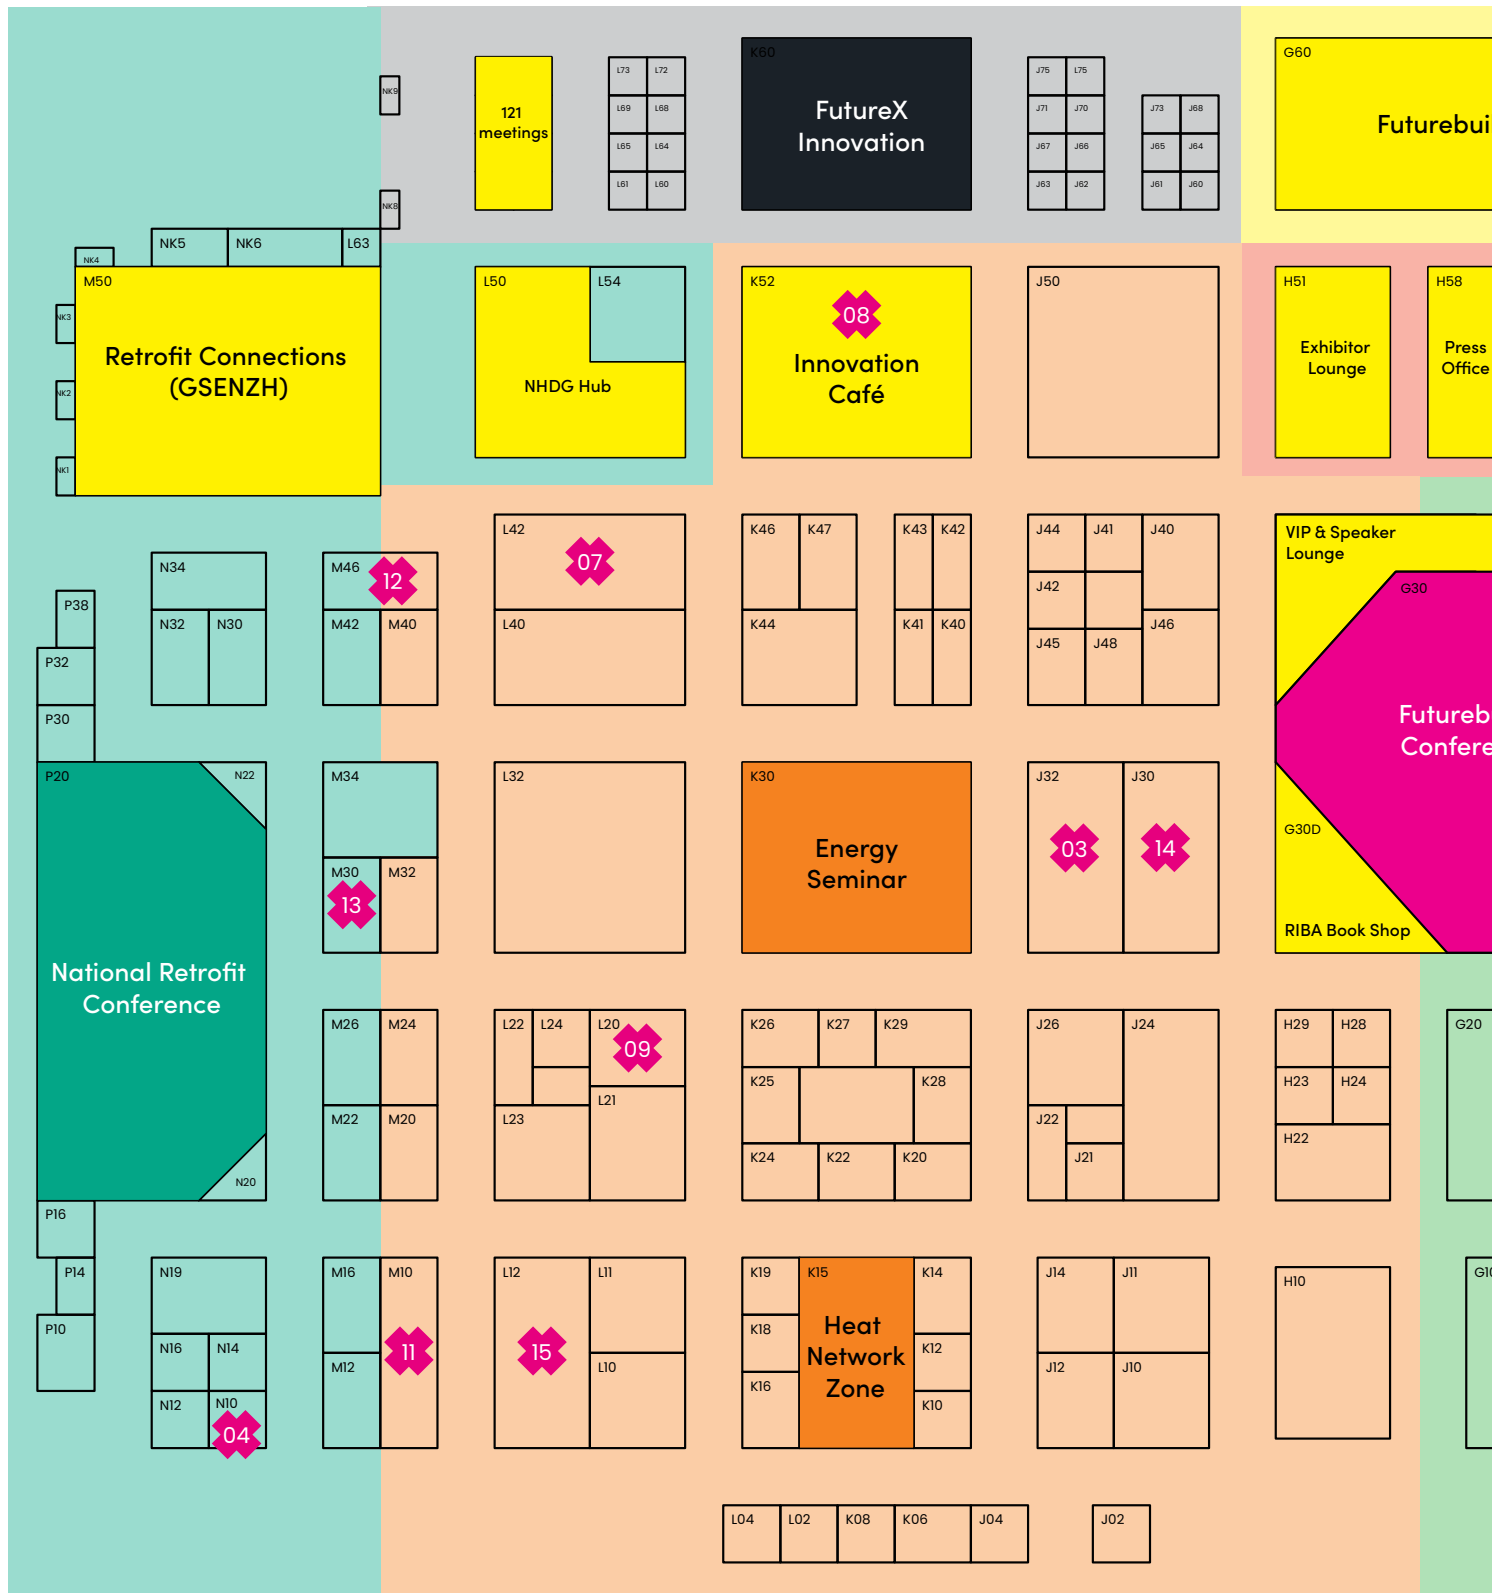 NK9
121
meetings
L73
L72
L69
L68
L65
L64
L61
L60
K60
FutureX
Innovation
J75
L75
J71
J70
J67
J66
J63
J62
J73
J68
J65
J64
J61
J60
G60
Futurebui
NK8
NK5
NK6
L63
NK4
M50
Retrofit Connections
(GSENZH)
NK3
NK2
NK1
L50
L54
NHDG Hub
K52
08
Innovation
Café
J50
H51
Exhibitor
Lounge
H58
Press
Office
N34
N32
N30
P38
P32
P30
M46
12
M42
M40
L42
07
L40
K46
K47
K44
K43
K42
K41
K40
J44
J41
J40
J42
J45
J48
J46
VIP & Speaker
Lounge
G30
Futureb
Confere
G30D
RIBA Book Shop
P20
N22
National Retrofit
Conference
N20
M34
M30
13
M32
L32
K30
Energy
Seminar
J32
03
J30
14
M26
M24
M22
M20
L22
L24
L20
09
L21
L23
K26
K27
K29
K25
K28
K24
K22
K20
J26
J24
J22
J21
H29
H28
H23
H24
H22
G20
P16
P14
P10
N19
N16
N14
N12
N10
04
M16
M10
11
M12
L12
15
L11
L10
K19
K15
K14
K18
Heat
Network
Zone
K12
K16
K10
J14
J11
J12
J10
H10
G10
L04
L02
K08
K06
J04
J02